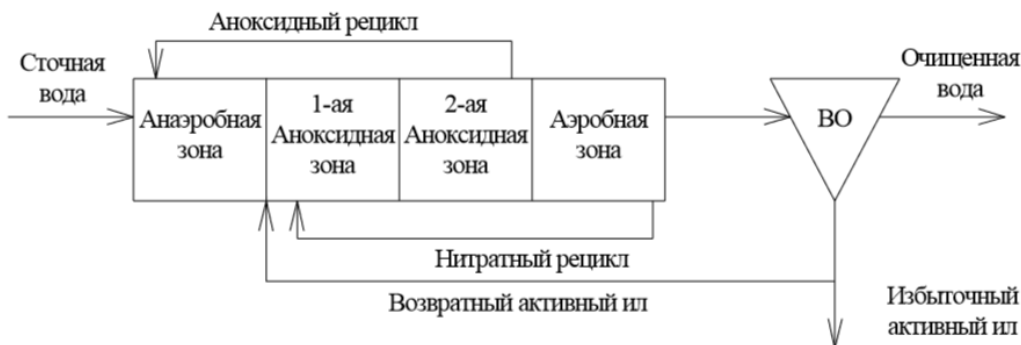 Аноксидный рецикл
Сточная
вода
Очищенная
вода
Анаэробная
зона
1-ая
Аноксидная
зона
2-ая
Аноксидная
зона
Аэробная
зона
ВО
Нитратный рецикл
Возвратный активный ил
Избыточный
активный ил